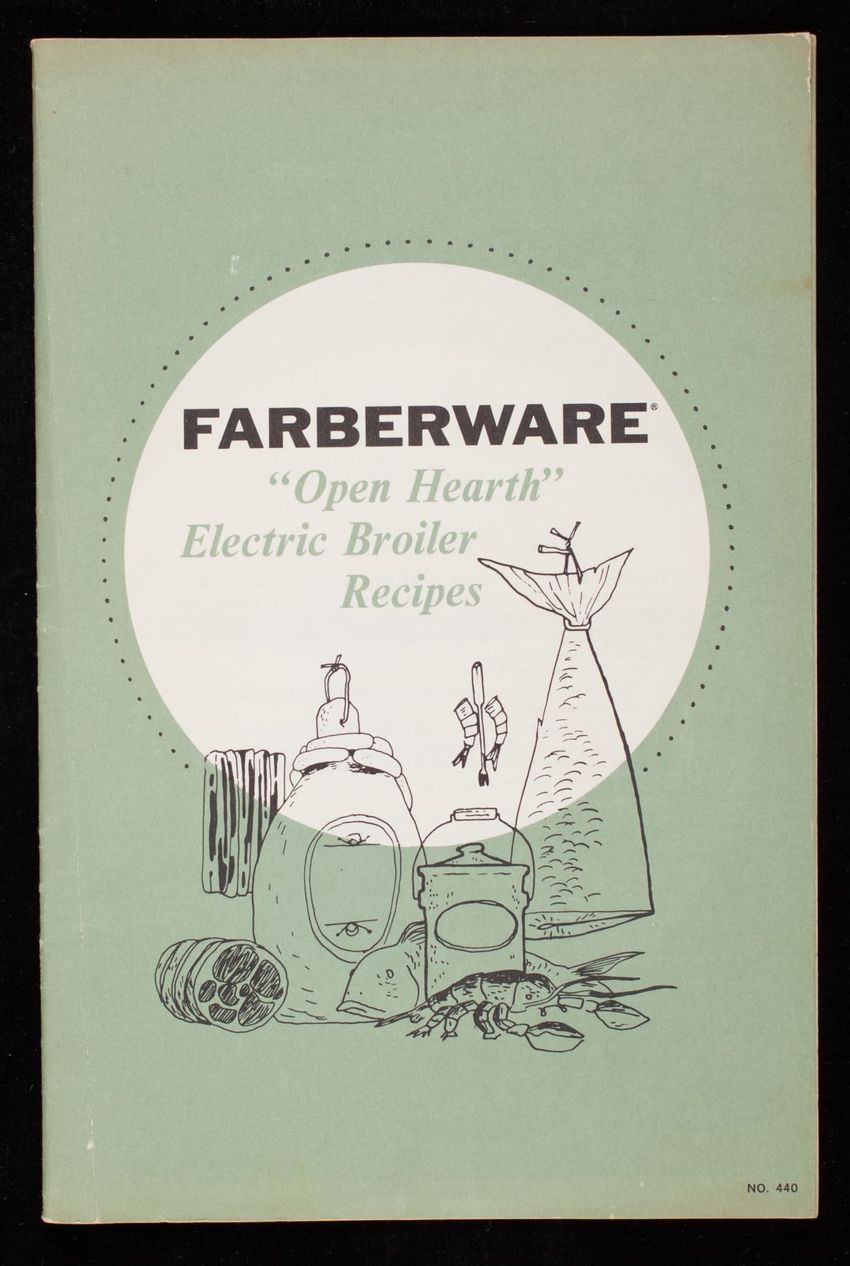 FARBERWARE®
“Open Hearth”
Electric Broiler
Recipes
NO. 440